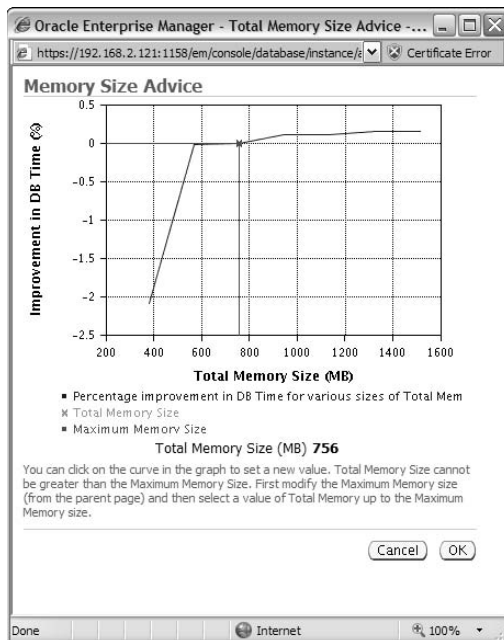 Oracle Enterprise Manager - Total Memory Size Advice -...
https://192.168.2.121:1158/em/console/database/instance/
Certificate Error
Memory Size Advice
Improvement in DB Time (%)
0.5
0
-0.5
-1
-1.5
-2
-2.5
200 400 600 800 1000 1200 1400 1600
Total Memory Size (MB)
Percentage improvement in DB Time for various sizes of Total Mem
Total Memory Size
Maximum Memory Size
Total Memory Size (MB) 756
You can click on the curve in the graph to set a new value. Total Memory Size cannot
be greater than the Maximum Memory Size. First modify the Maximum Memory size
(from the parent page) and then select a value of Total Memory up to the Maximum
Memory size.
Cancel OK
Done Internet 100%